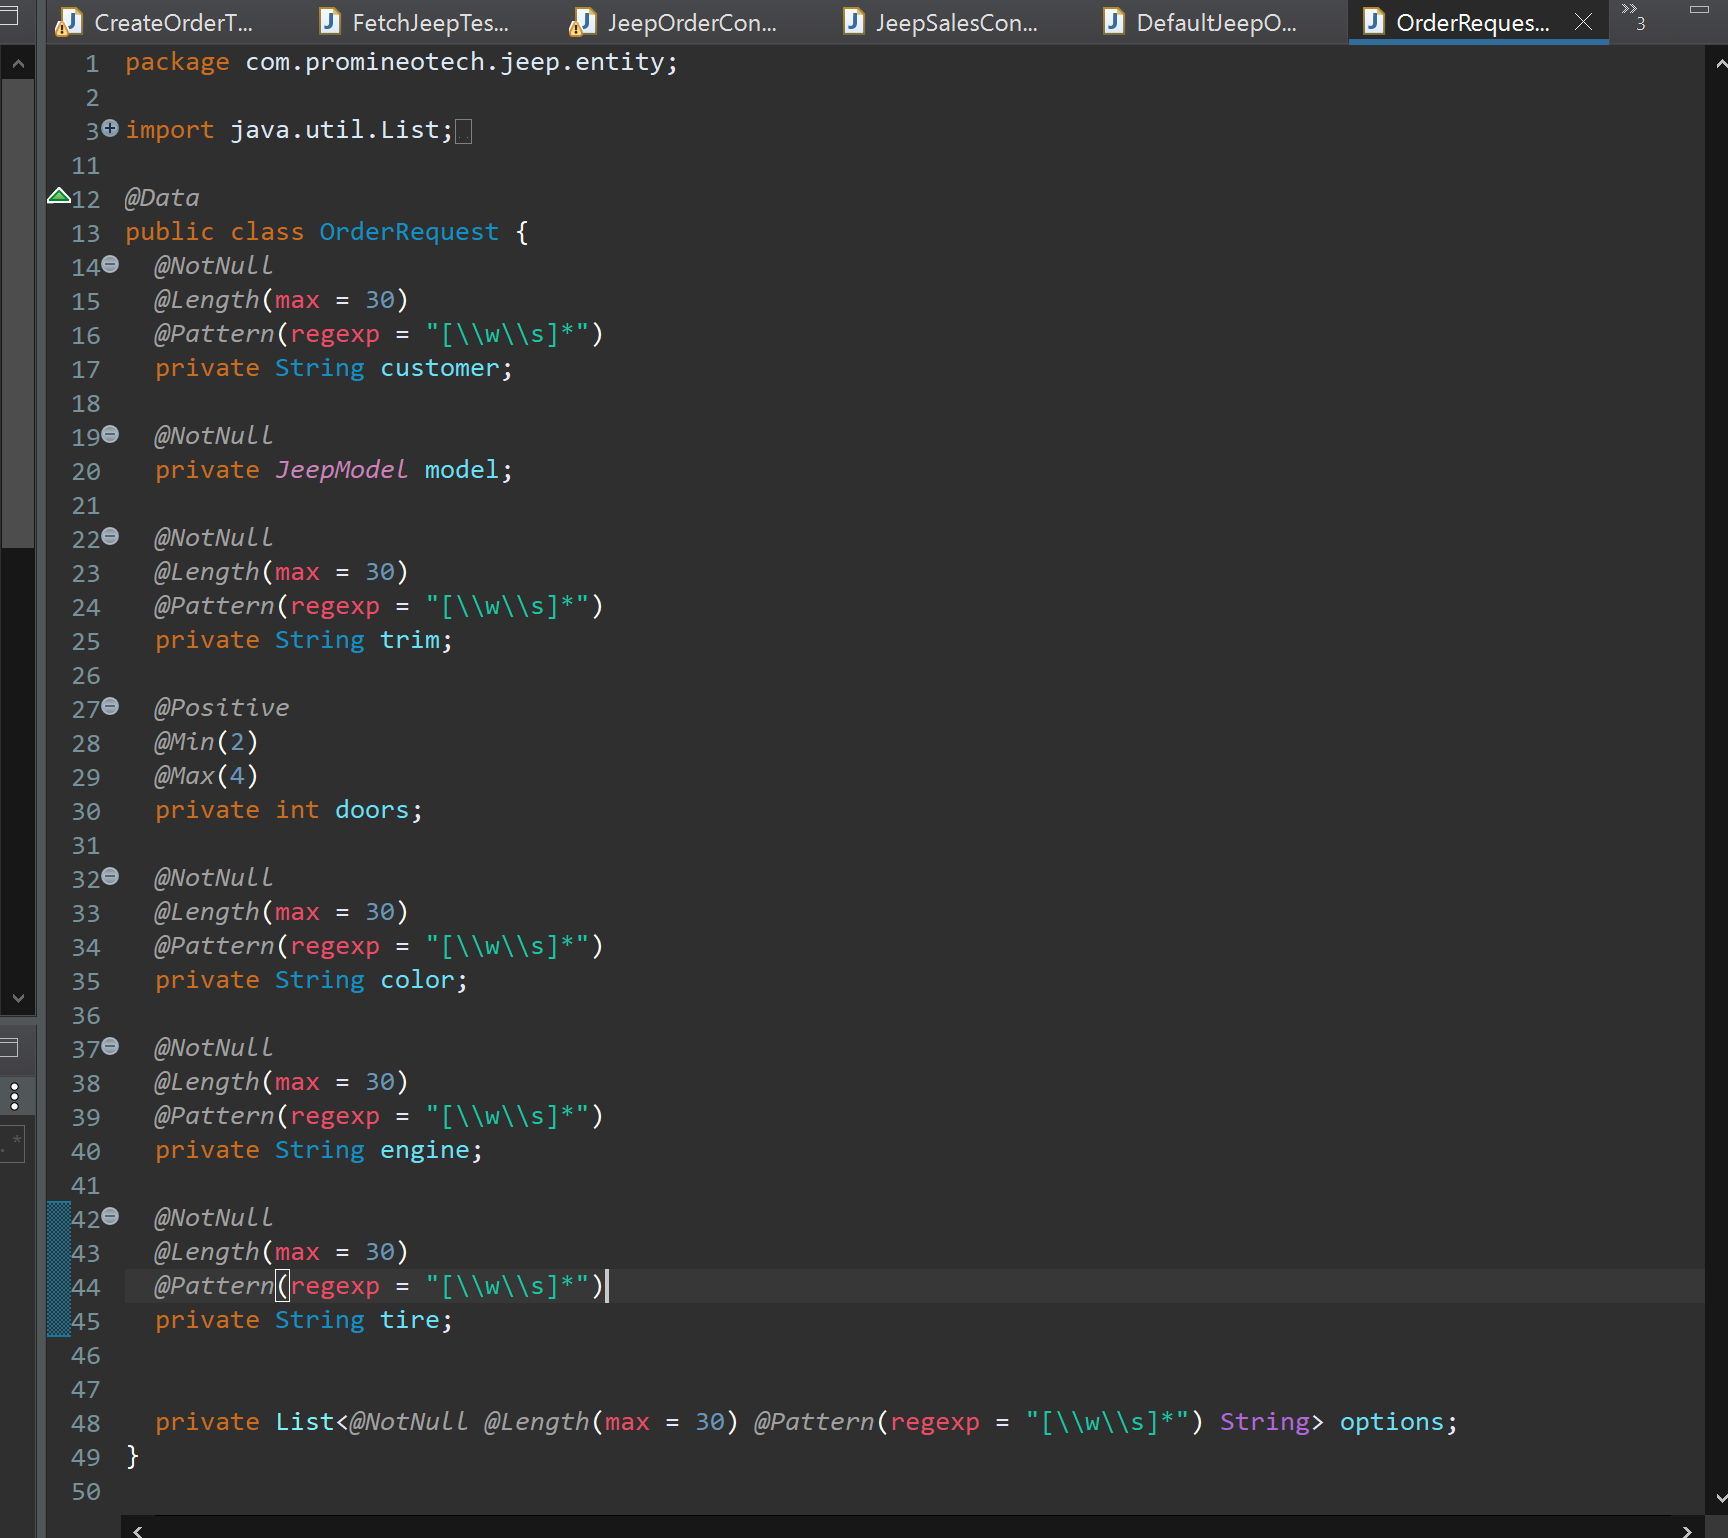 CreateOrderT... FetchJeepTes... JeepOrderCon... JeepSalesCon... DefaultJeepO... OrderReques... 3
1 package com.promineotech.jeep.entity;
2
3 import java.util.List;
11
12 @Data
13 public class OrderRequest {
14 @NotNull
15 @Length(max = 30)
16 @Pattern(regexp = "[\\w\\s]*")
17 private String customer;
18
19 @NotNull
20 private JeepModel model;
21
22 @NotNull
23 @Length(max = 30)
24 @Pattern(regexp = "[\\w\\s]*")
25 private String trim;
26
27 @Positive
28 @Min(2)
29 @Max(4)
30 private int doors;
31
32 @NotNull
33 @Length(max = 30)
34 @Pattern(regexp = "[\\w\\s]*")
35 private String color;
36
37 @NotNull
38 @Length(max = 30)
39 @Pattern(regexp = "[\\w\\s]*")
40 private String engine;
41
42 @NotNull
43 @Length(max = 30)
44 @Pattern(regexp = "[\\w\\s]*")
45 private String tire;
46
47
48 private List<@NotNull @Length(max = 30) @Pattern(regexp = "[\\w\\s]*") String> options;
49 }
50